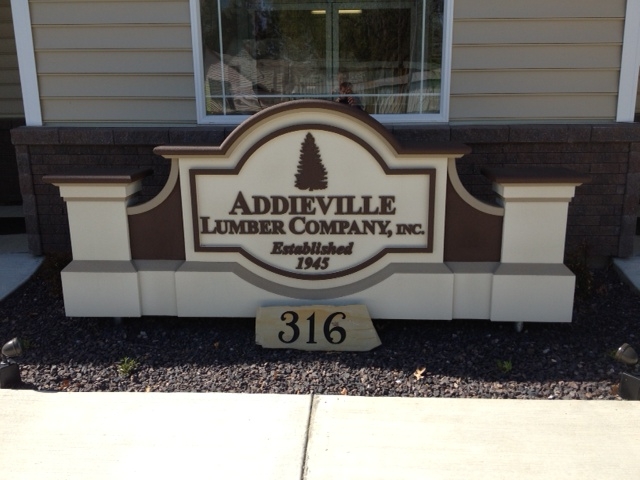 ADDIEVILLE
LUMBER COMPANY, INC.
Established
1945
316